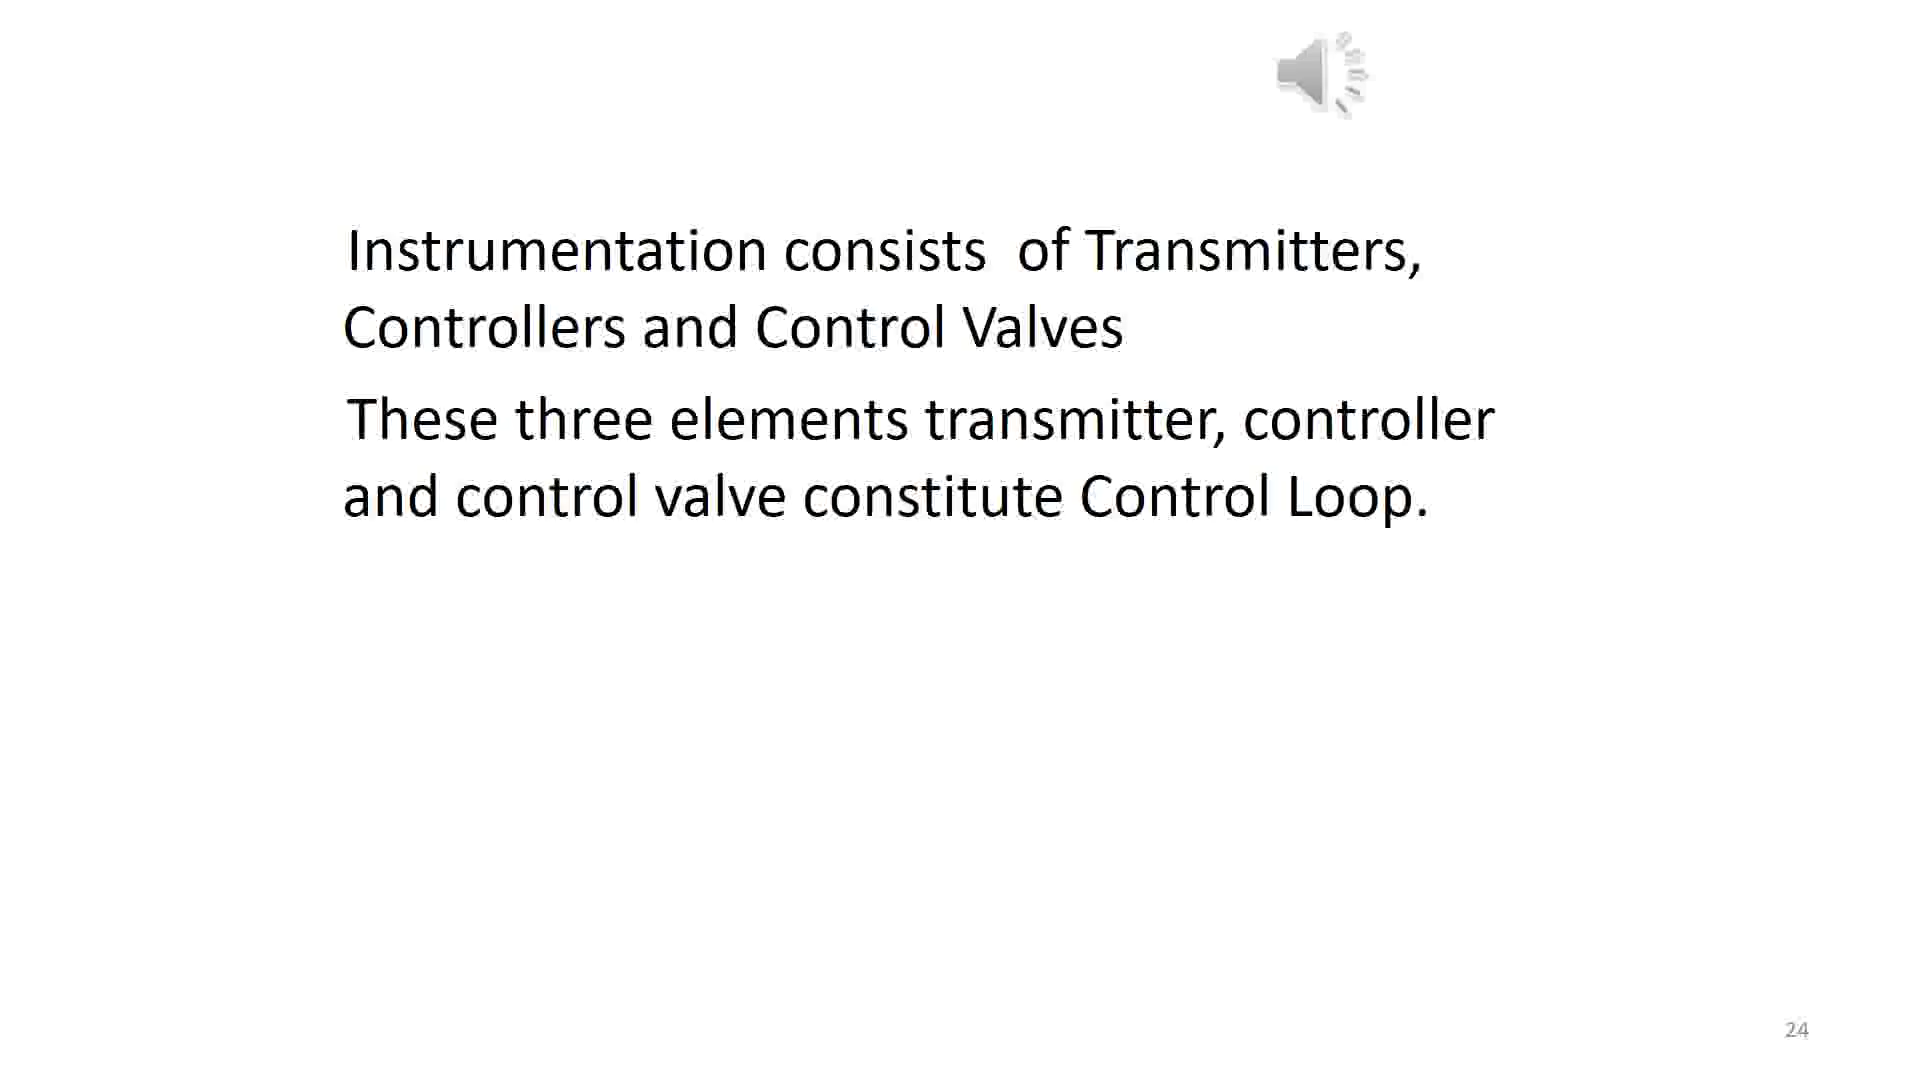 Instrumentation consists  of Transmitters,
Controllers and Control Valves
These three elements transmitter, controller
and control valve constitute Control Loop.
24